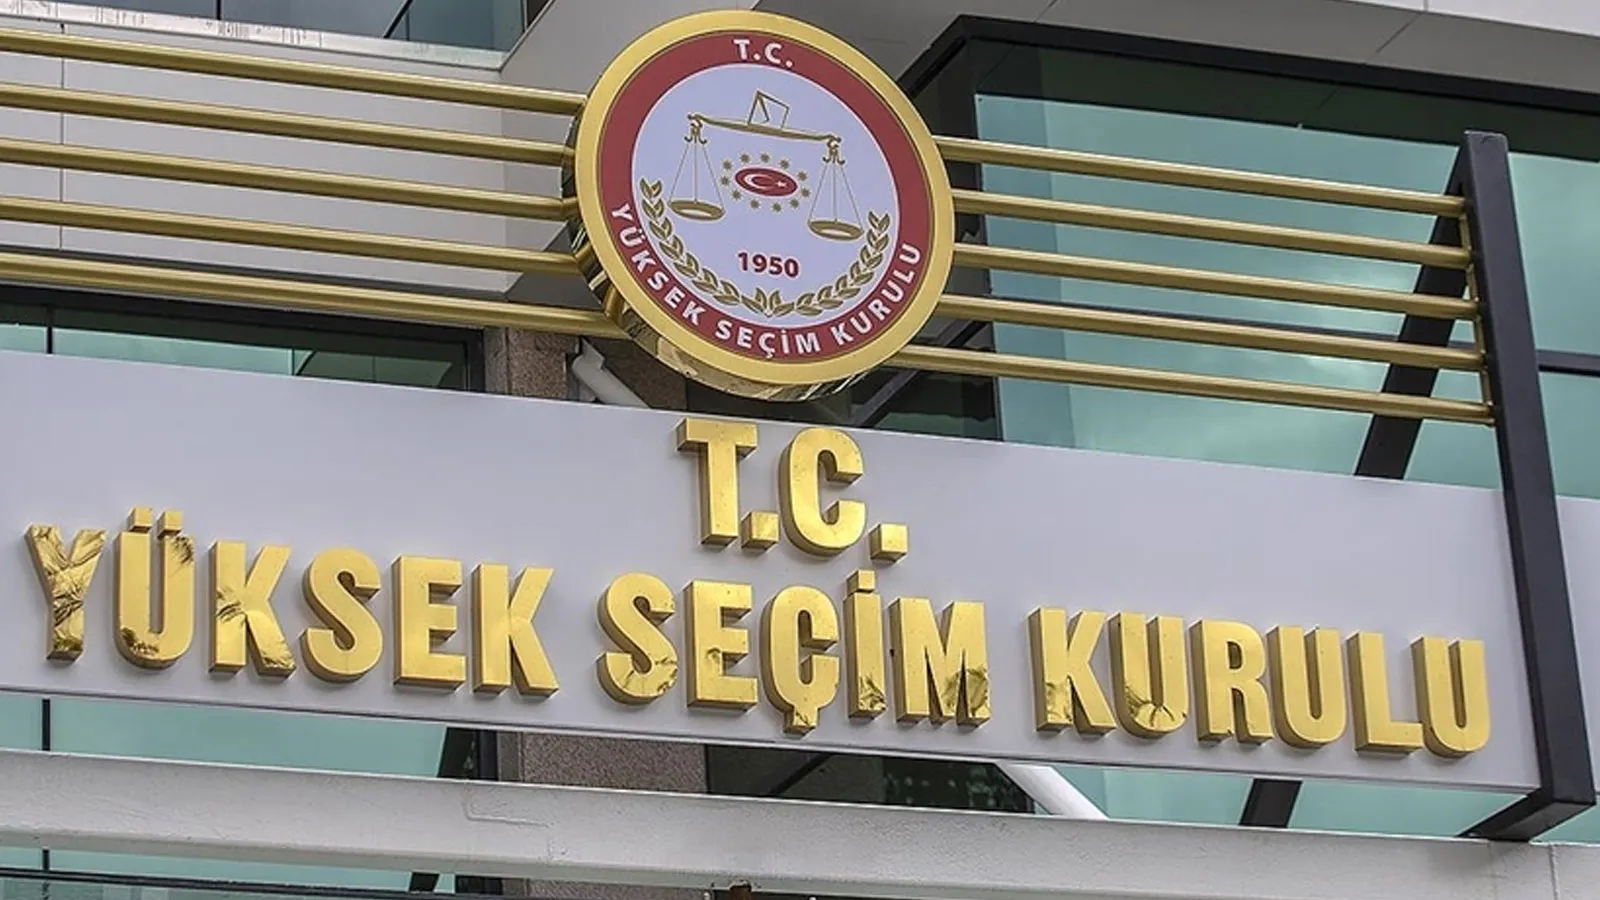 T.C.
1950
YÜKSEK SEÇİM KURULU
T.C.
YÜKSEK SEÇİM KURULU